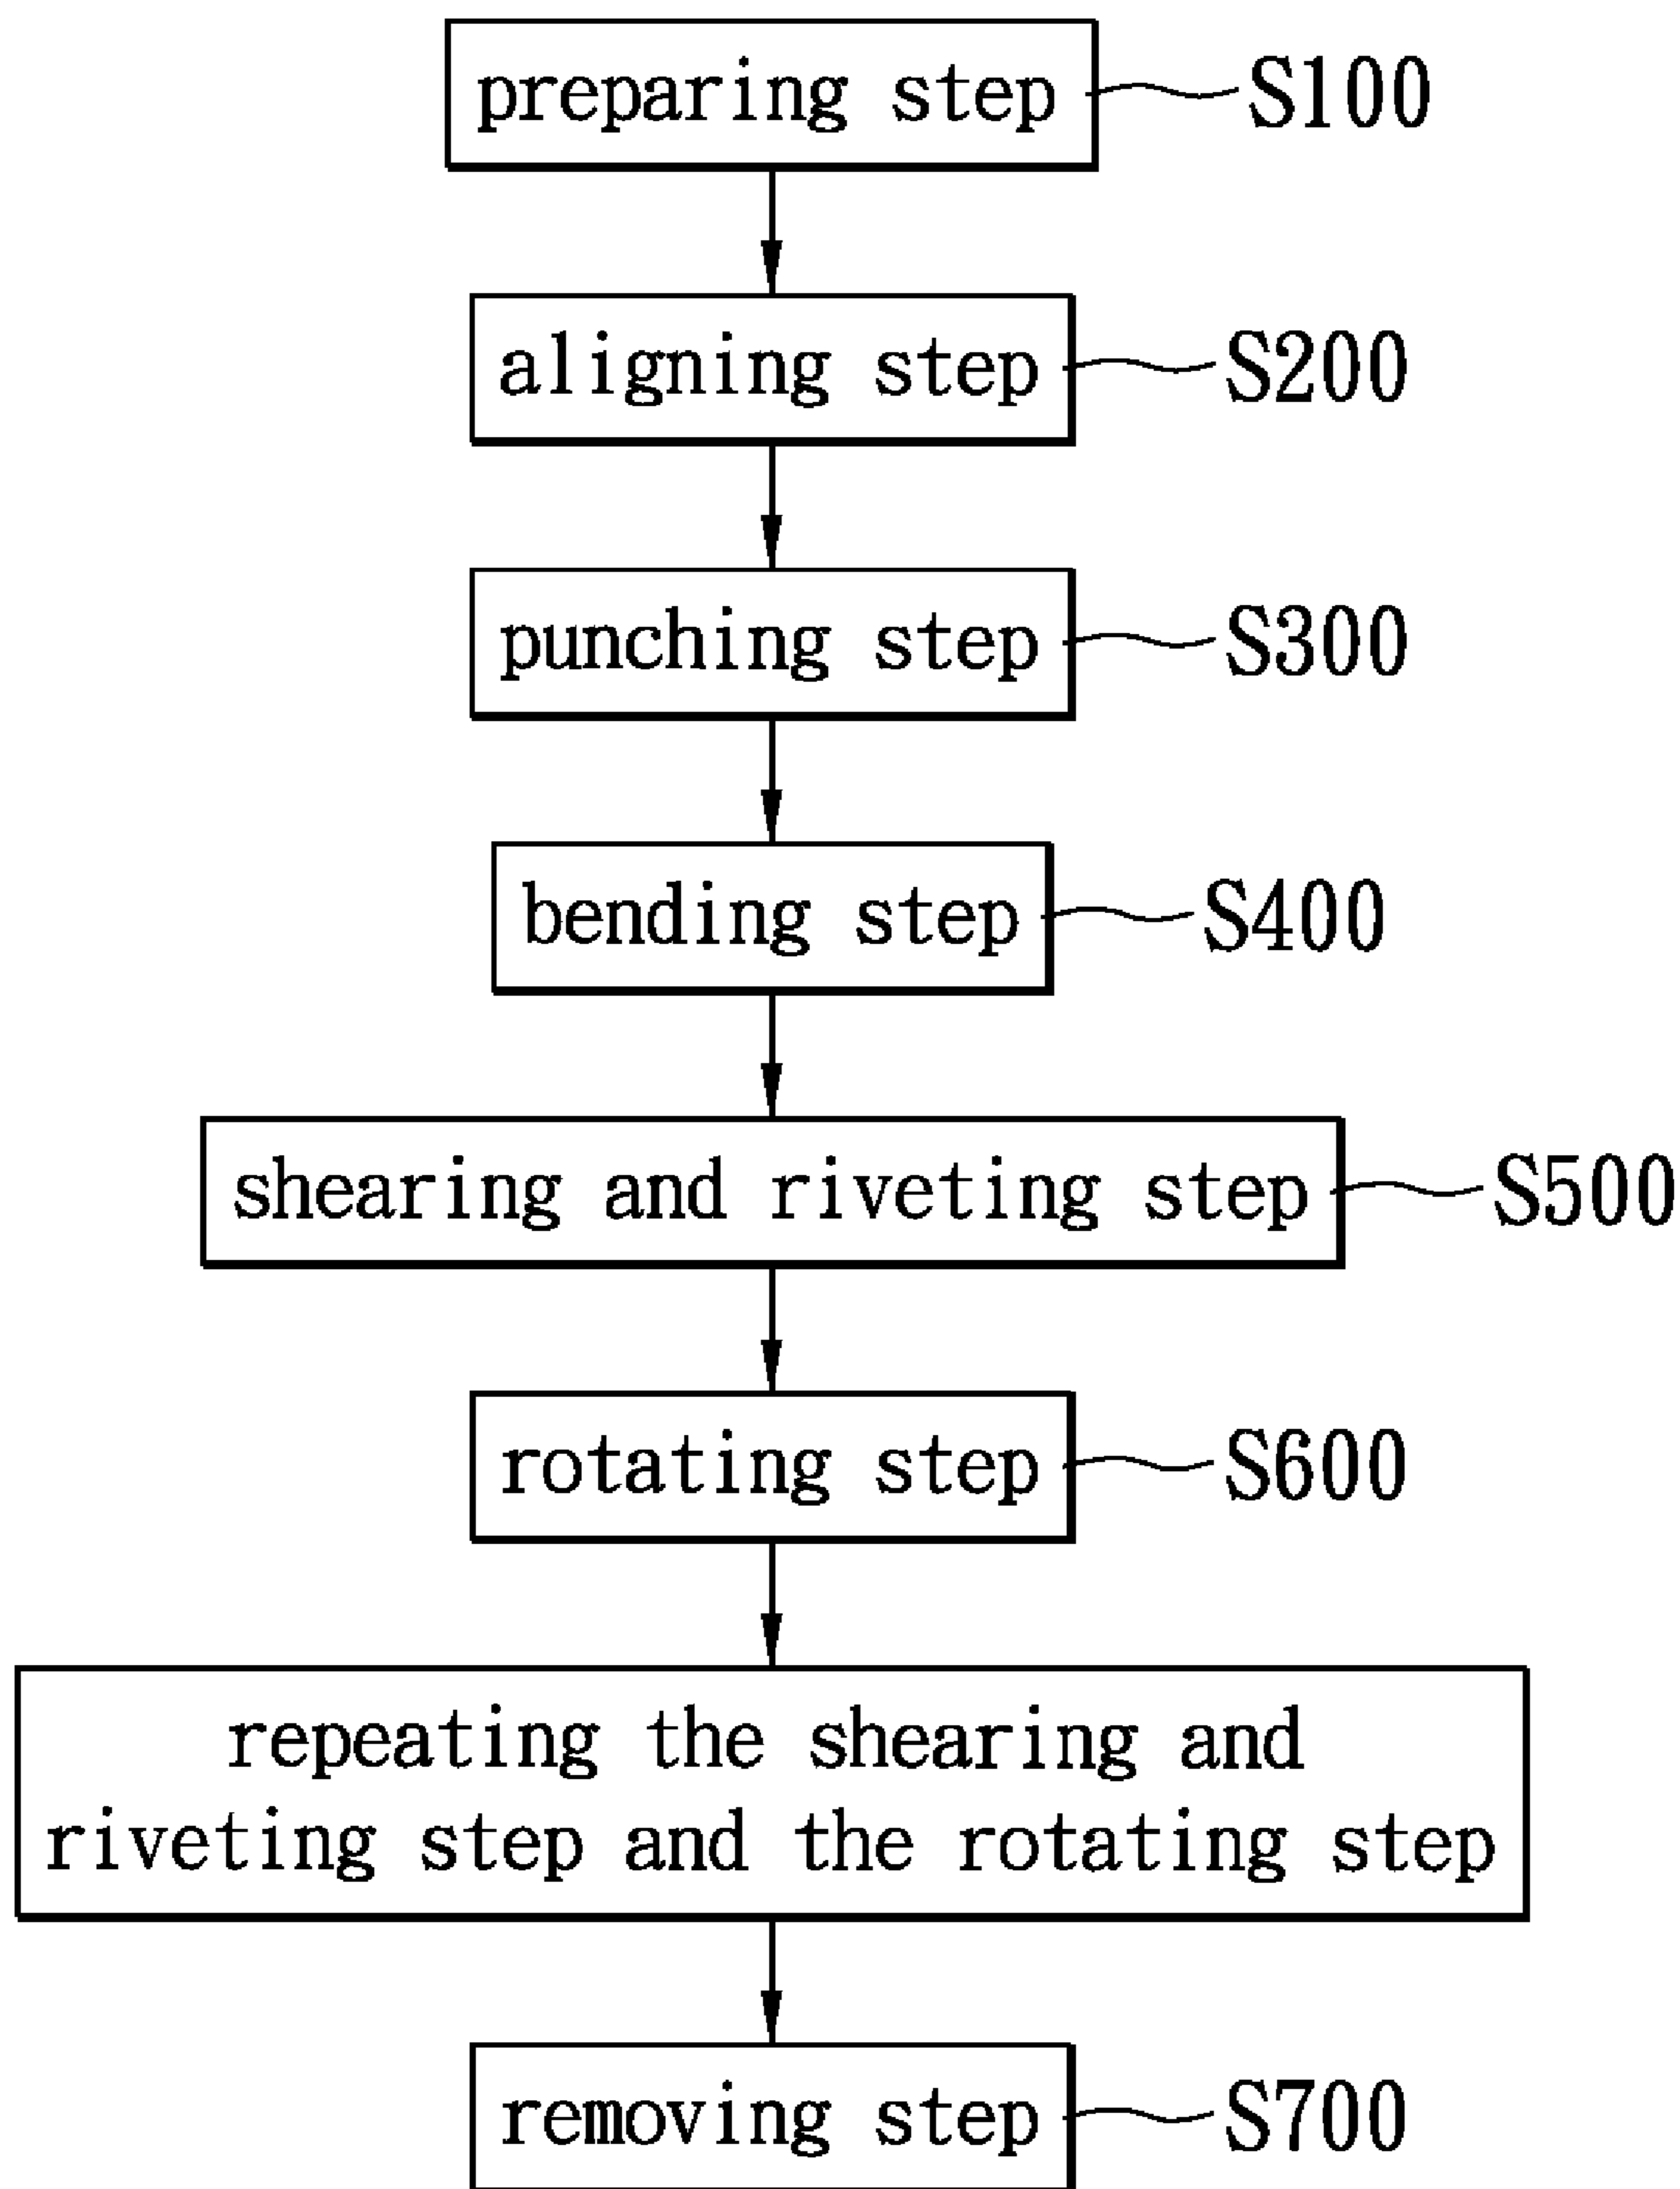 preparing step S100
aligning step S200
punching step S300
bending step S400
shearing and riveting step S500
rotating step S600
repeating the shearing and
riveting step and the rotating step
removing step S700